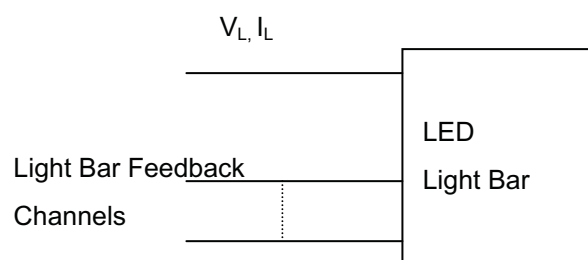 V_L, I_L
LED
Light Bar
Light Bar Feedback
Channels